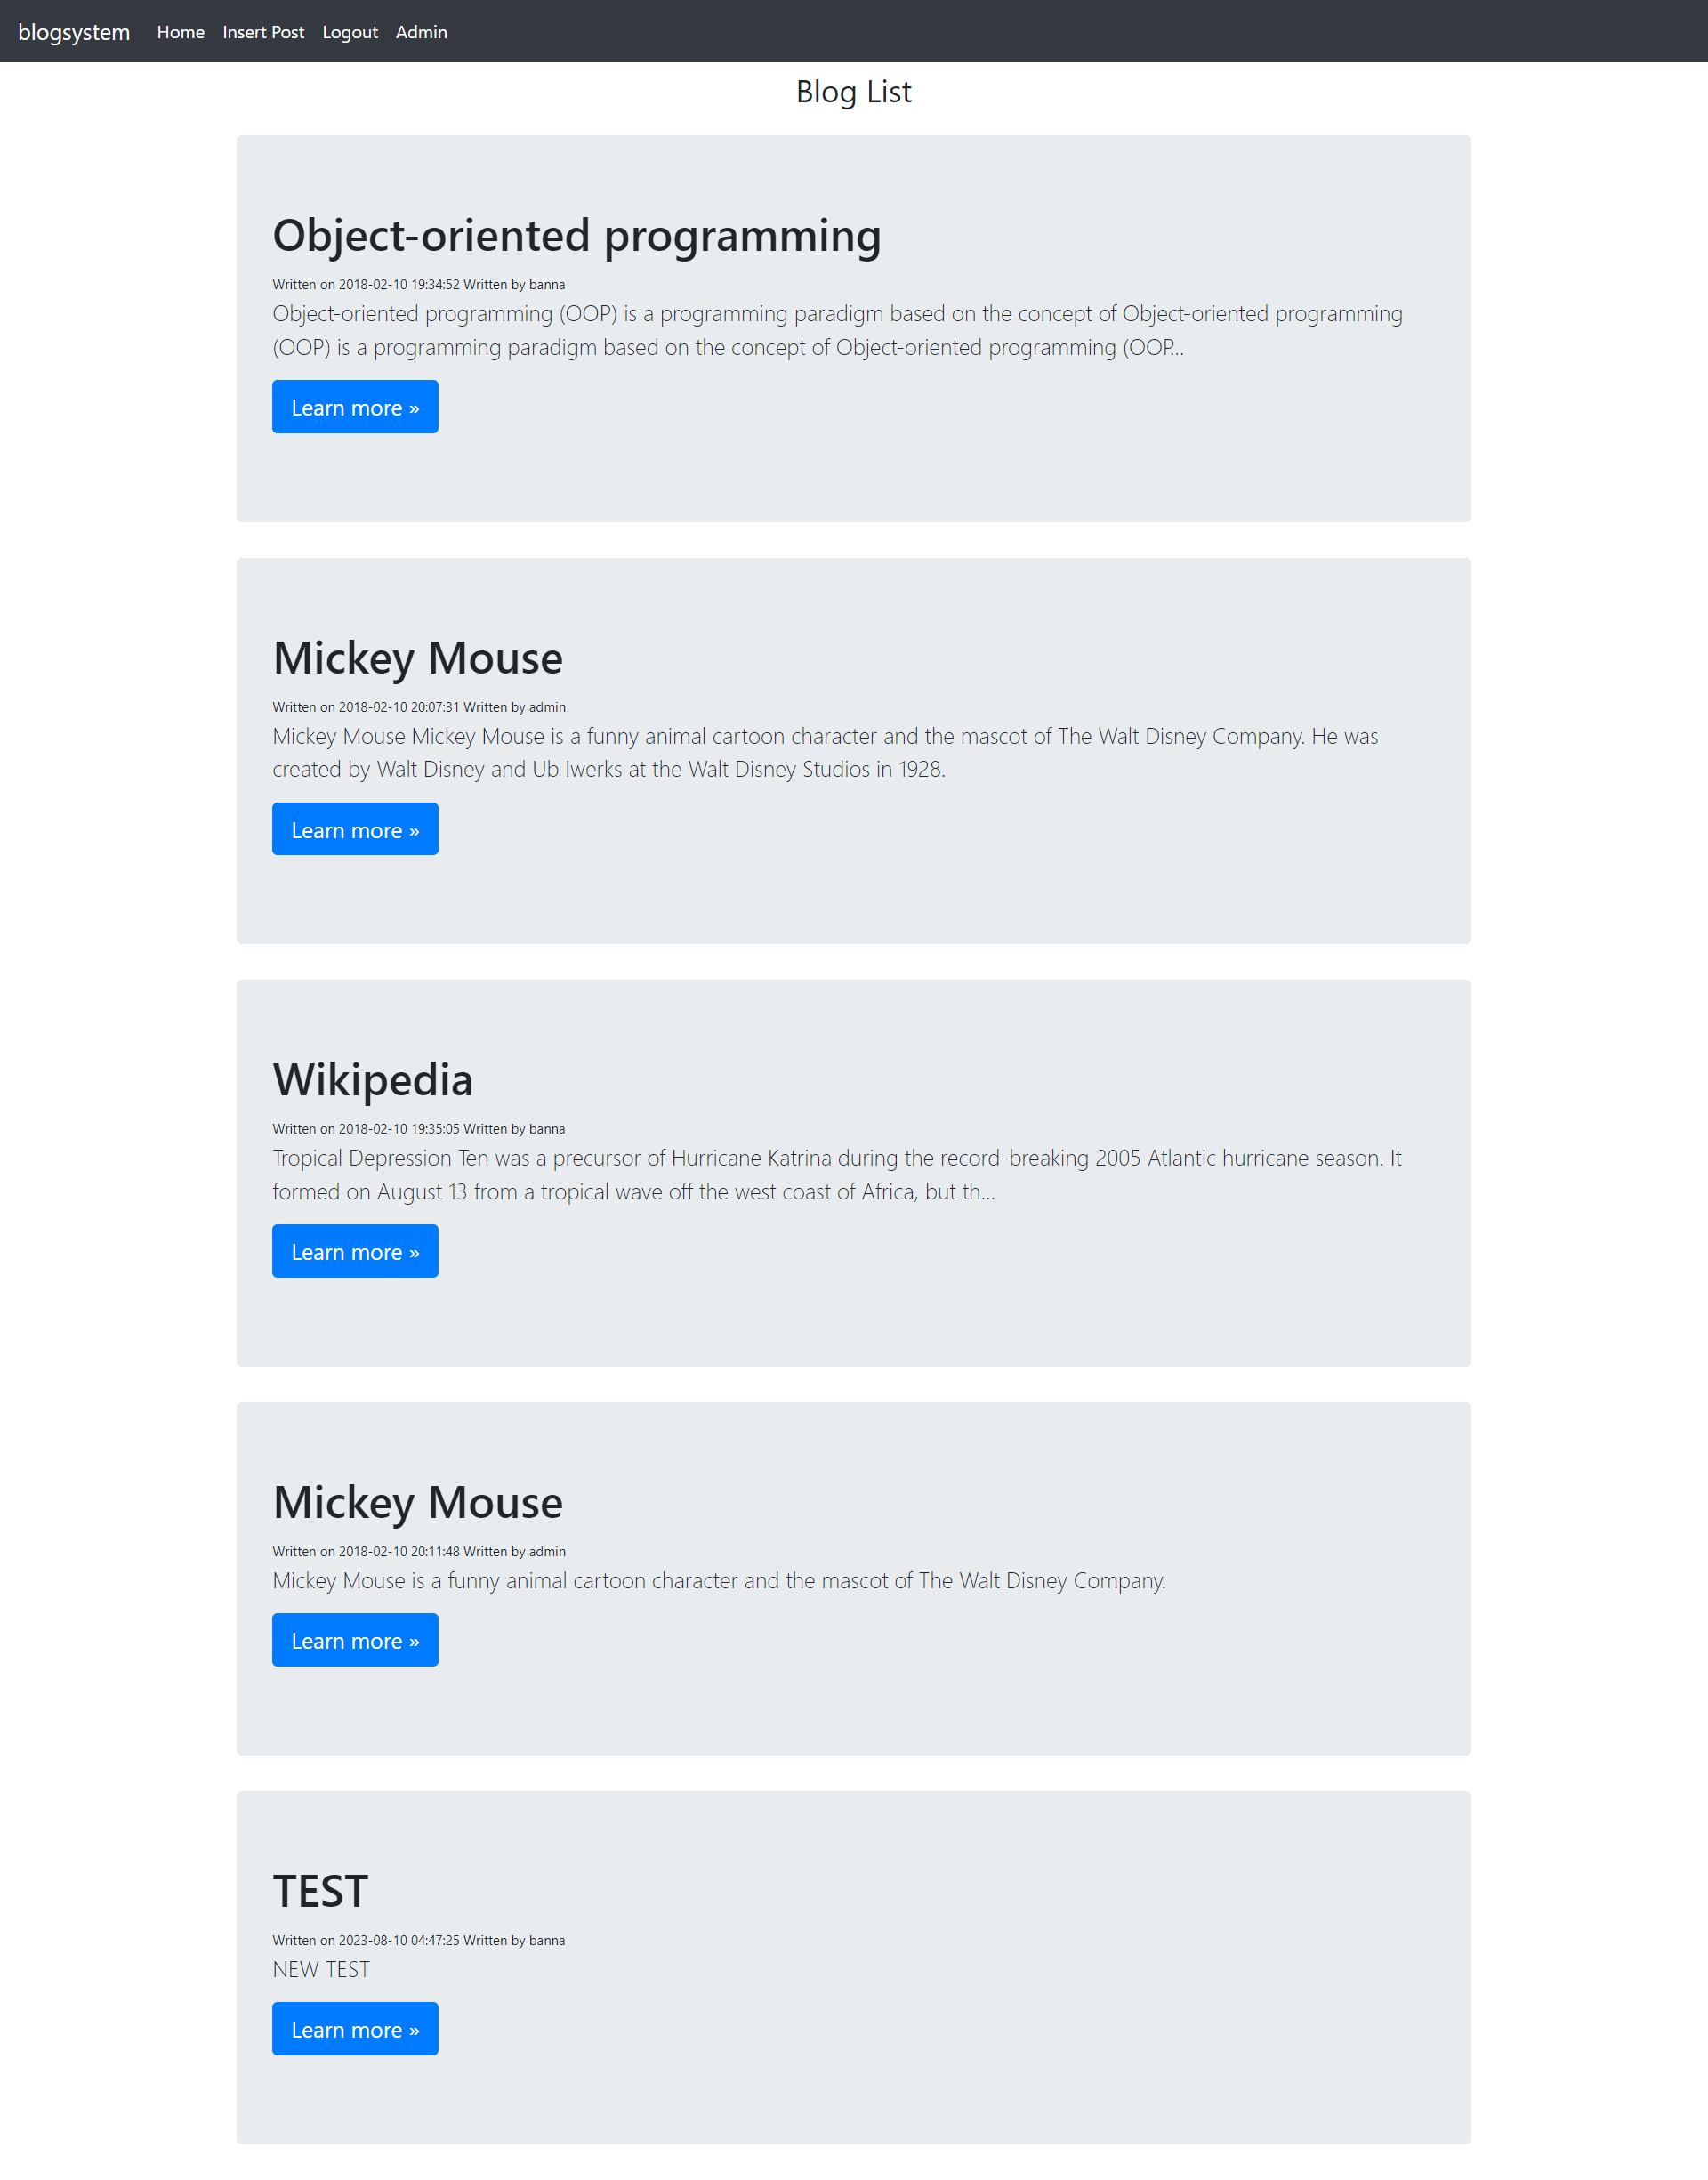 blogsystem Home Insert Post Logout Admin
Blog List
Object-oriented programming
Written on 2018-02-10 19:34:52 Written by banna
Object-oriented programming (OOP) is a programming paradigm based on the concept of Object-oriented programming
(OOP) is a programming paradigm based on the concept of Object-oriented programming (OOP...
Learn more »
Mickey Mouse
Written on 2018-02-10 20:07:31 Written by admin
Mickey Mouse Mickey Mouse is a funny animal cartoon character and the mascot of The Walt Disney Company. He was
created by Walt Disney and Ub Iwerks at the Walt Disney Studios in 1928.
Learn more »
Wikipedia
Written on 2018-02-10 19:35:05 Written by banna
Tropical Depression Ten was a precursor of Hurricane Katrina during the record-breaking 2005 Atlantic hurricane season. It
formed on August 13 from a tropical wave off the west coast of Africa, but th...
Learn more »
Mickey Mouse
Written on 2018-02-10 20:11:48 Written by admin
Mickey Mouse is a funny animal cartoon character and the mascot of The Walt Disney Company.
Learn more »
TEST
Written on 2023-08-10 04:47:25 Written by banna
NEW TEST
Learn more »